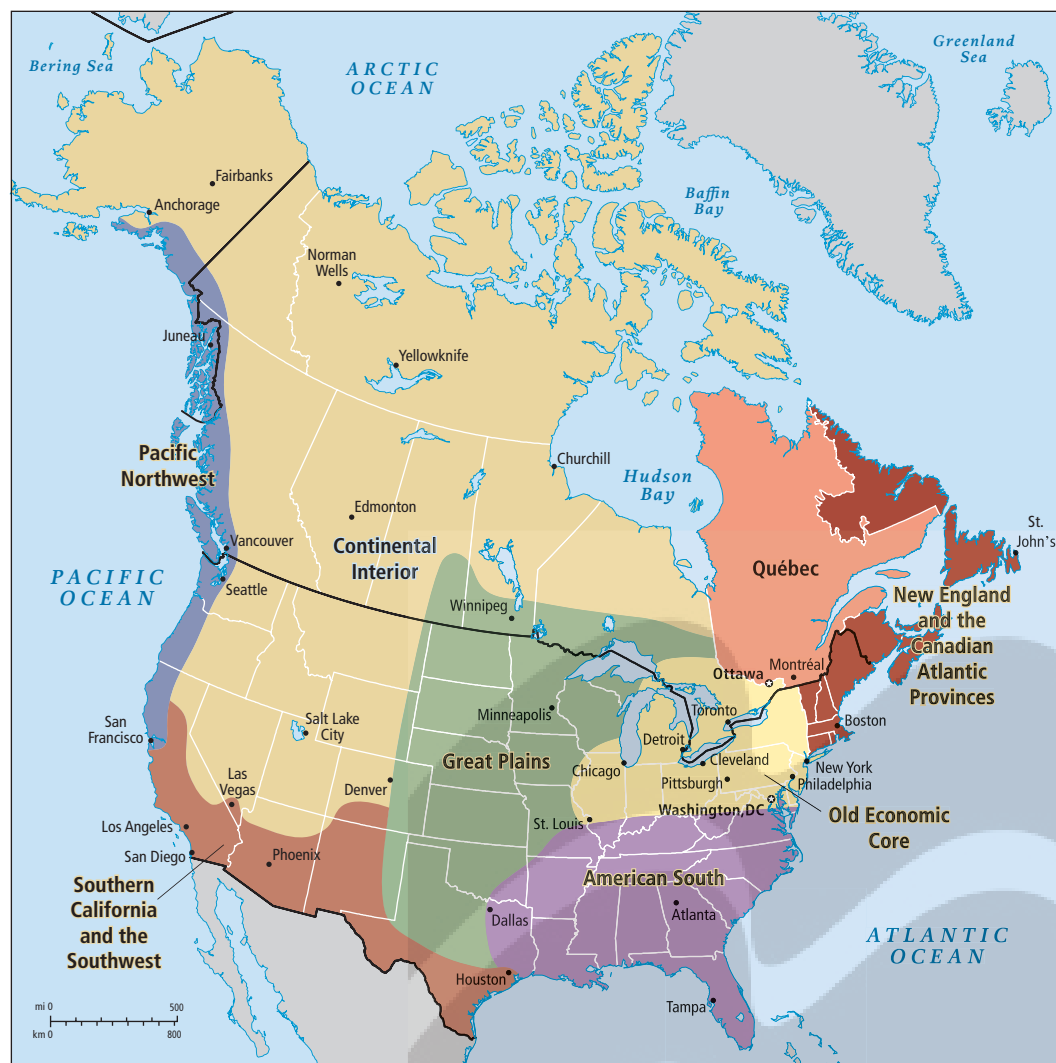 Bering Sea
ARCTIC
OCEAN
Greenland
Sea
Fairbanks
Anchorage
Baffin
Bay
Norman
Wells
Juneau
Yellowknife
Pacific
Northwest
Churchill
Hudson
Bay
Edmonton
St.
John's
Vancouver
Continental
Interior
Québec
PACIFIC
OCEAN
Seattle
Winnipeg
New England
and the
Canadian
Atlantic
Provinces
Ottawa
Montréal
San
Francisco
Salt Lake
City
Minneapolis
Toronto
Boston
Detroit
Great Plains
Chicago
Cleveland
New York
Las
Vegas
Denver
Pittsburgh
Philadelphia
Washington,DC
Old Economic
Core
Los Angeles
St. Louis
San Diego
Phoenix
Southern
California
and the
Southwest
American South
Dallas
Atlanta
ATLANTIC
OCEAN
Houston
Tampa
mi 0 500
km 0 800